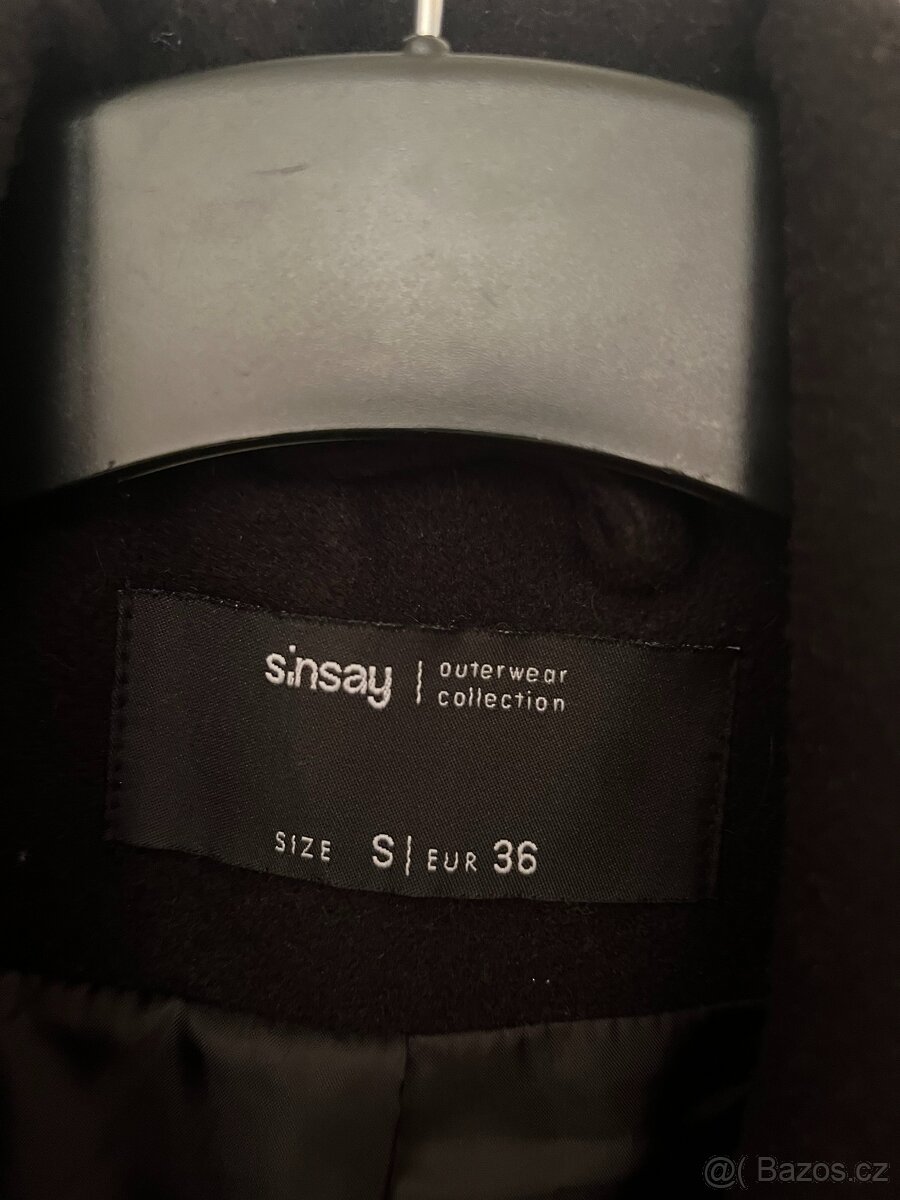 sinsay | outerwear
collection
SIZE S | EUR 36
@( Bazos.cz